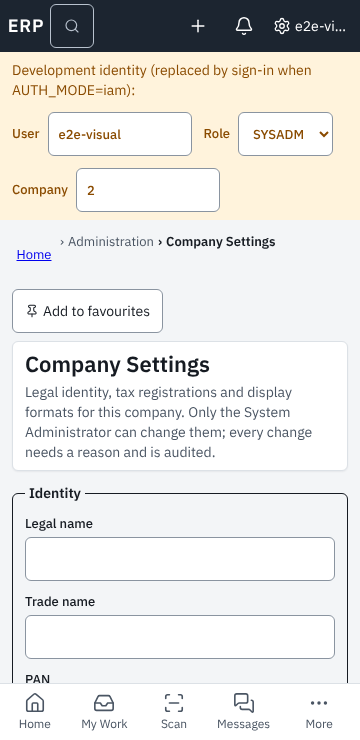 ERP
e2e-vi...
Development identity (replaced by sign-in when
AUTH_MODE=iam):
User e2e-visual Role SYSADM
Company 2
Home › Administration › Company Settings
Add to favourites
Company Settings
Legal identity, tax registrations and display
formats for this company. Only the System
Administrator can change them; every change
needs a reason and is audited.
Identity
Legal name
Trade name
PAN
Home My Work Scan Messages More